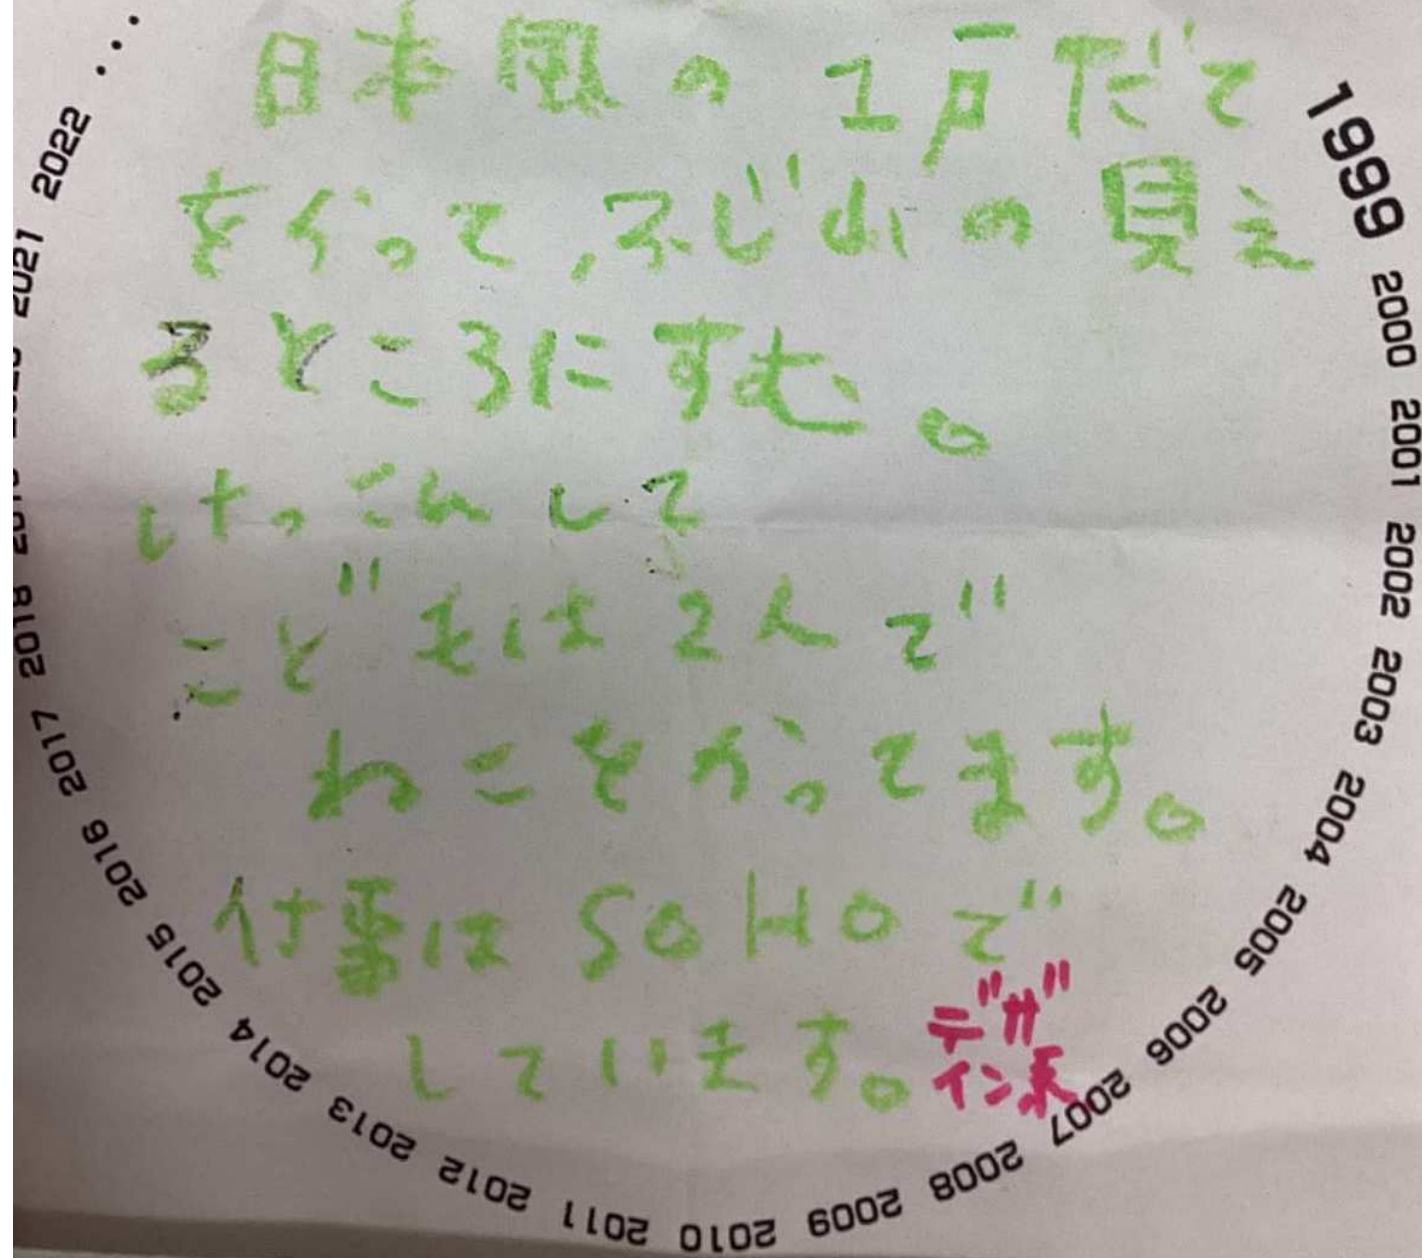 日本風の1戸だて
をかって、ふじ山の見え
るところにすむ。
けっこんして
こどもは2人で
ねこをかってます。
仕事はSOHOで
しています。
デザ
イン系
1999 2000 2001 2002 2003 2004 2005 2006 2007 2008 2009 2010 2011 2012 2013 2014 2015 2016 2017 2018 2021 2022 ....